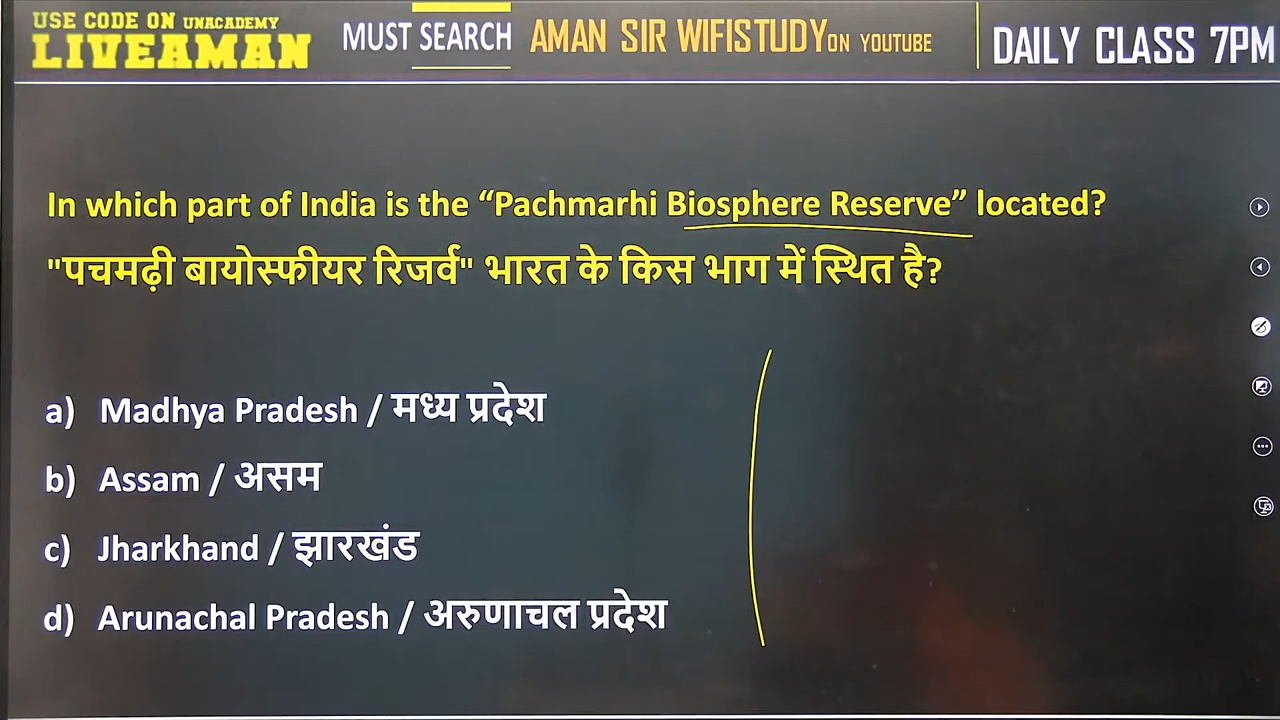 USE CODE ON UNACADEMY
LIVEAMAN
MUST SEARCH
AMAN SIR WIFISTUDY ON YOUTUBE
DAILY CLASS 7PM
In which part of India is the “Pachmarhi Biosphere Reserve” located?
"पचमढ़ी बायोस्फीयर रिजर्व" भारत के किस भाग में स्थित है?
a) Madhya Pradesh / मध्य प्रदेश
b) Assam / असम
c) Jharkhand / झारखंड
d) Arunachal Pradesh / अरुणाचल प्रदेश